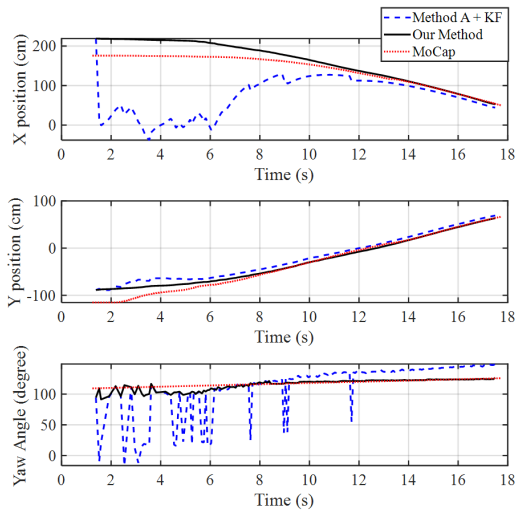 Method A + KF
Our Method
MoCap
X position (cm)
200
100
0
0 2 4 6 8 10 12 14 16 18
Time (s)
Y position (cm)
100
0
-100
0 2 4 6 8 10 12 14 16 18
Time (s)
Yaw Angle (degree)
100
50
0
0 2 4 6 8 10 12 14 16 18
Time (s)